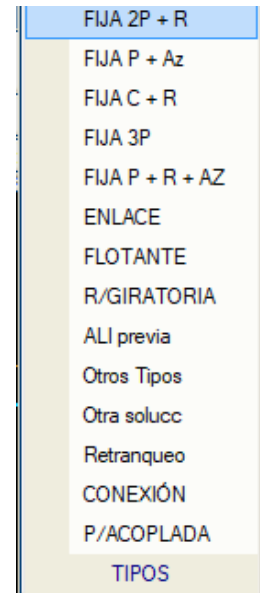 FIJA 2P + R
FIJA P + Az
FIJA C + R
FIJA 3P
FIJA P + R + AZ
ENLACE
FLOTANTE
R/GIRATORIA
ALI previa
Otros Tipos
Otra solucc
Retranqueo
CONEXIÓN
P/ACOPLADA
TIPOS